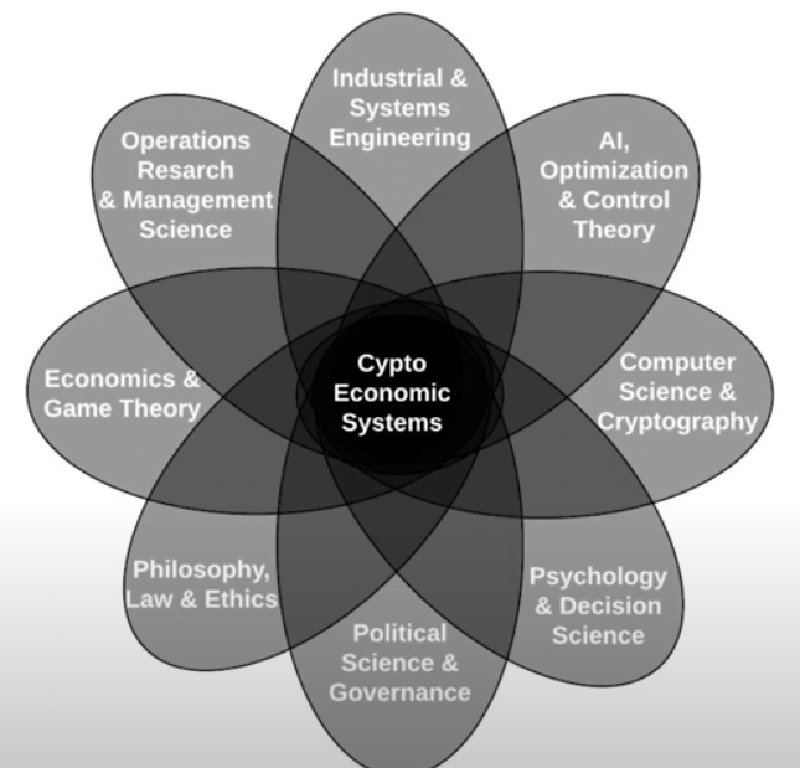 Industrial &
Systems
Engineering
AI,
Optimization
& Control
Theory
Computer
Science &
Cryptography
Psychology
& Decision
Science
Political
Science &
Governance
Philosophy,
Law & Ethics
Economics &
Game Theory
Operations
Resarch
& Management
Science
Cypto
Economic
Systems